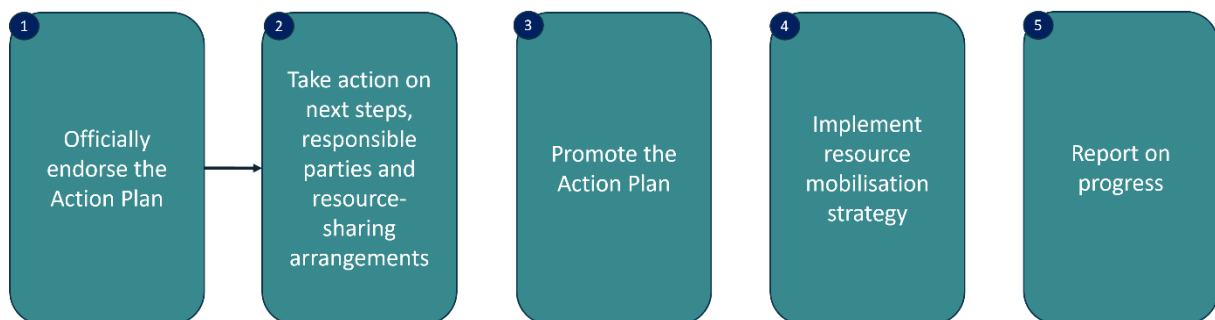 1
Officially
endorse the
Action Plan
2
Take action on
next steps,
responsible
parties and
resource-
sharing
arrangements
3
Promote the
Action Plan
4
Implement
resource
mobilisation
strategy
5
Report on
progress